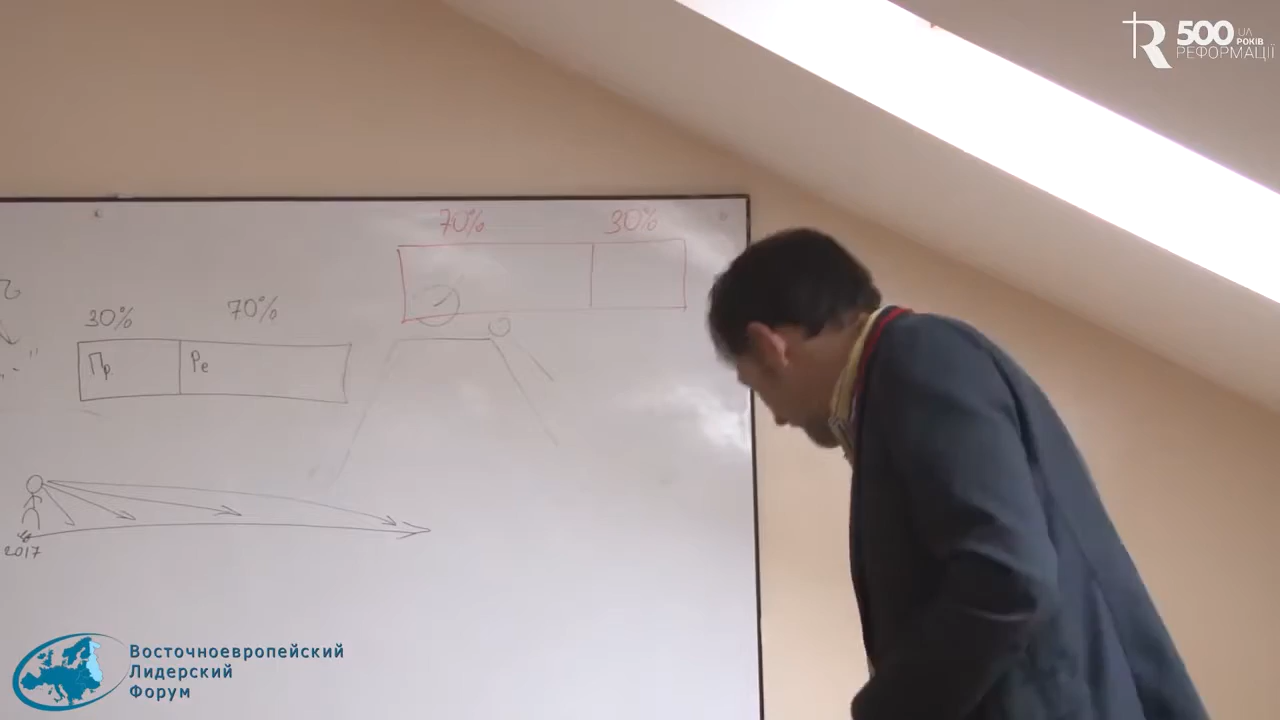 500 UA
РОКІВ
РЕФОРМАЦІЇ
70% 30%
30% 70%
Пр Ре
2017
Восточноевропейский
Лидерский
Форум